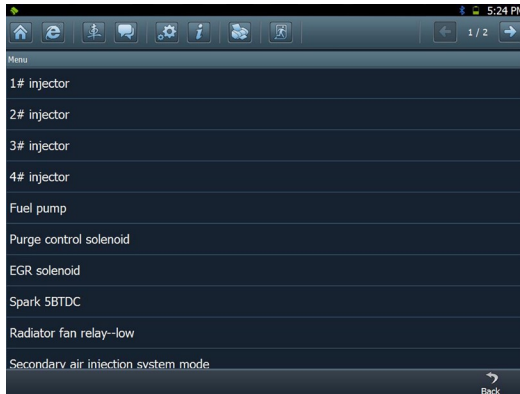 5:24 PM
1 / 2
Menu
1# injector
2# injector
3# injector
4# injector
Fuel pump
Purge control solenoid
EGR solenoid
Spark 5BTDC
Radiator fan relay--low
Secondary air injection system mode
Back